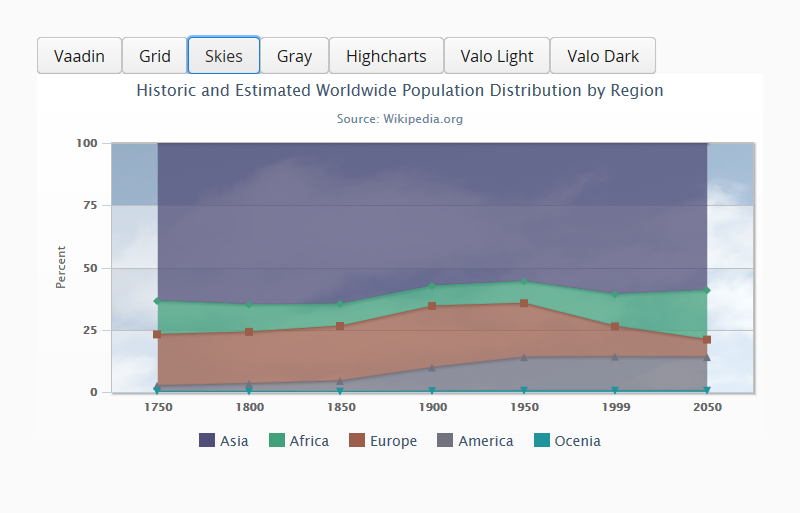 Vaadin Grid Skies Gray Highcharts Valo Light Valo Dark
Historic and Estimated Worldwide Population Distribution by Region
Source: Wikipedia.org
Percent
100
75
50
25
0
1750 1800 1850 1900 1950 1999 2050
Asia Africa Europe America Ocenia